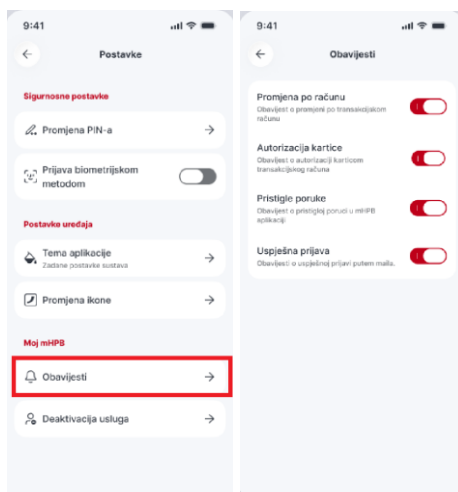 9:41
Postavke
Sigurnosne postavke
Promjena PIN-a
Prijava biometrijskom
metodom
Postavke uređaja
Tema aplikacije
Zadane postavke sustava
Promjena ikone
Moj mHPB
Obavijesti
Deaktivacija usluga
9:41
Obavijesti
Promjena po računu
Obavijest o promjeni po transakcijskom
računu
Autorizacija kartice
Obavijest o autorizaciji karticom
transakcijskog računa
Pristigle poruke
Obavijest o pristigloj poruci u mHPB
aplikaciji
Uspješna prijava
Obavijesti o uspješnoj prijavi putem maila.